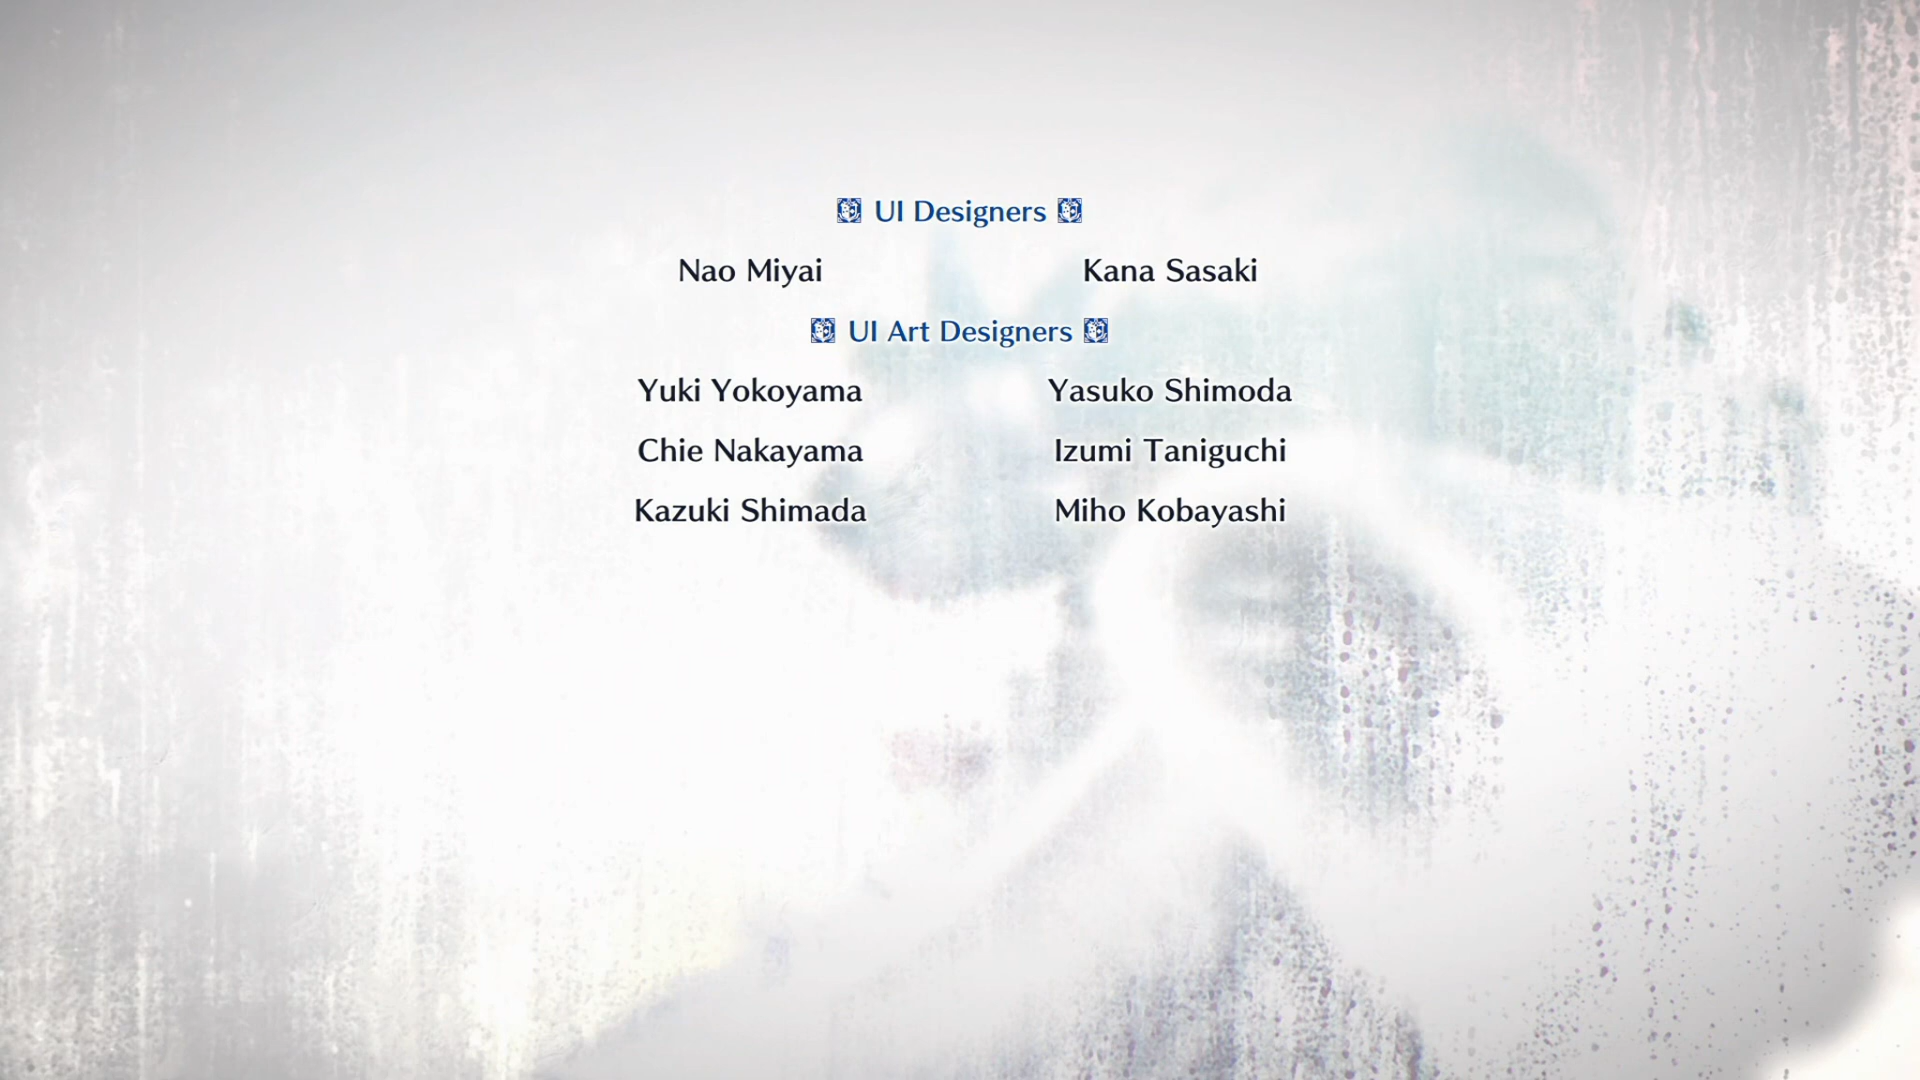 UI Designers
Nao Miyai Kana Sasaki
UI Art Designers
Yuki Yokoyama Yasuko Shimoda
Chie Nakayama Izumi Taniguchi
Kazuki Shimada Miho Kobayashi